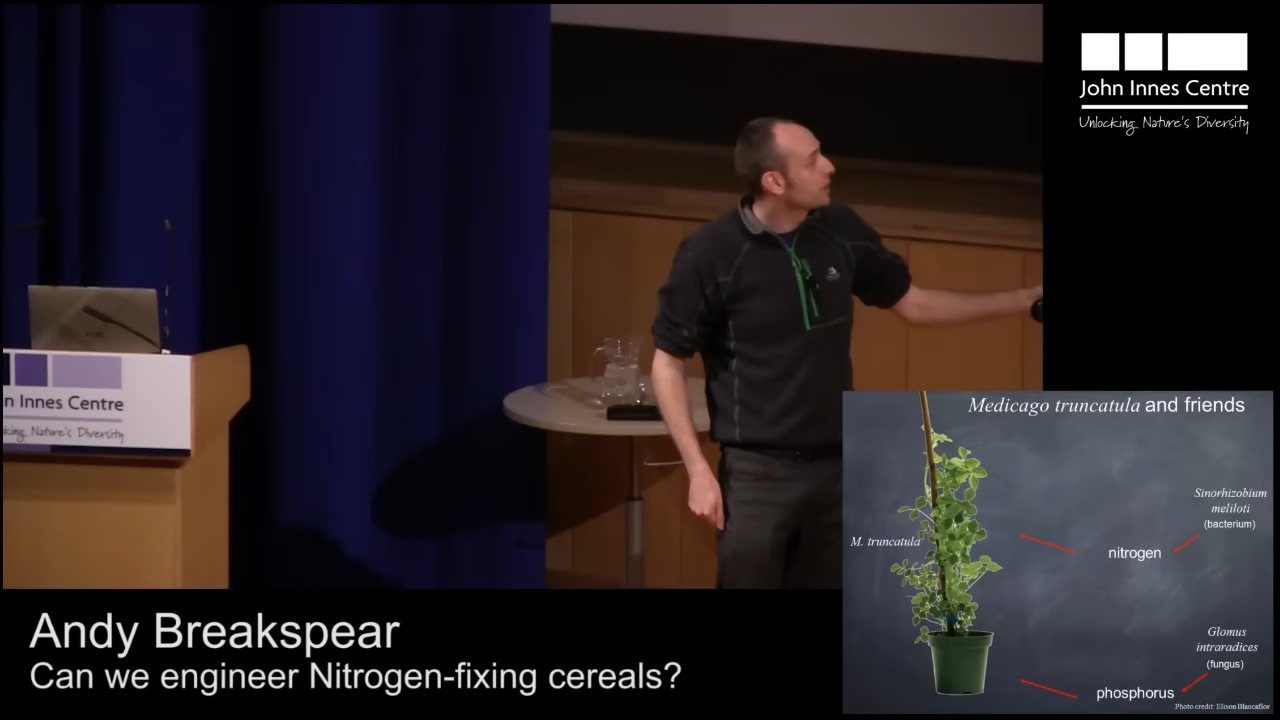 John Innes Centre
Unlocking Nature's Diversity
n Innes Centre
cking Nature's Diversity
Medicago truncatula and friends
Sinorhizobium
meliloti
(bacterium)
M. truncatula
nitrogen
Glomus
intraradices
(fungus)
phosphorus
Photo credit: Elison Blancaflor
Andy Breakspear
Can we engineer Nitrogen-fixing cereals?